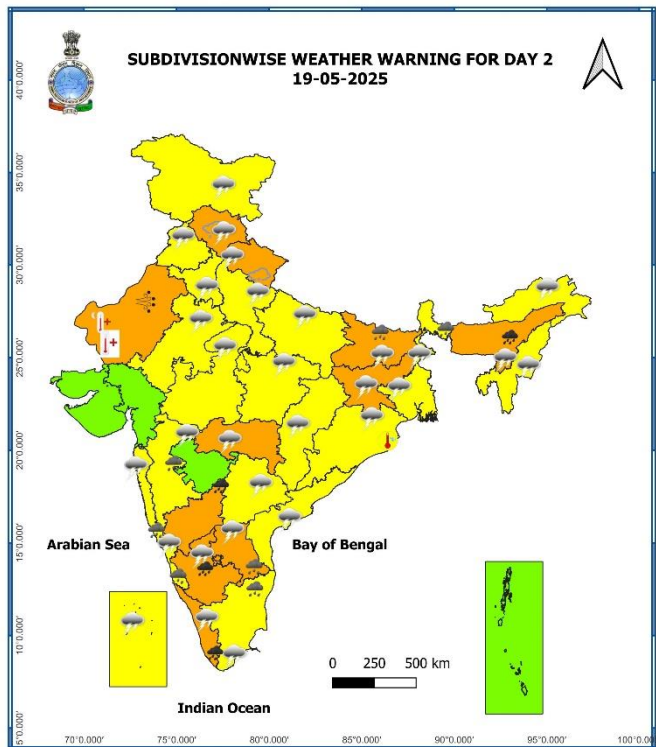 SUBDIVISIONWISE WEATHER WARNING FOR DAY 2
19-05-2025
40°0.000'
35°0.000'
30°0.000'
25°0.000'
20°0.000'
15°0.000'
10°0.000'
5°0.000'
Arabian Sea
Bay of Bengal
0 250 500 km
Indian Ocean
70°0.000' 75°0.000' 80°0.000' 85°0.000' 90°0.000' 95°0.000' 100°0.000'